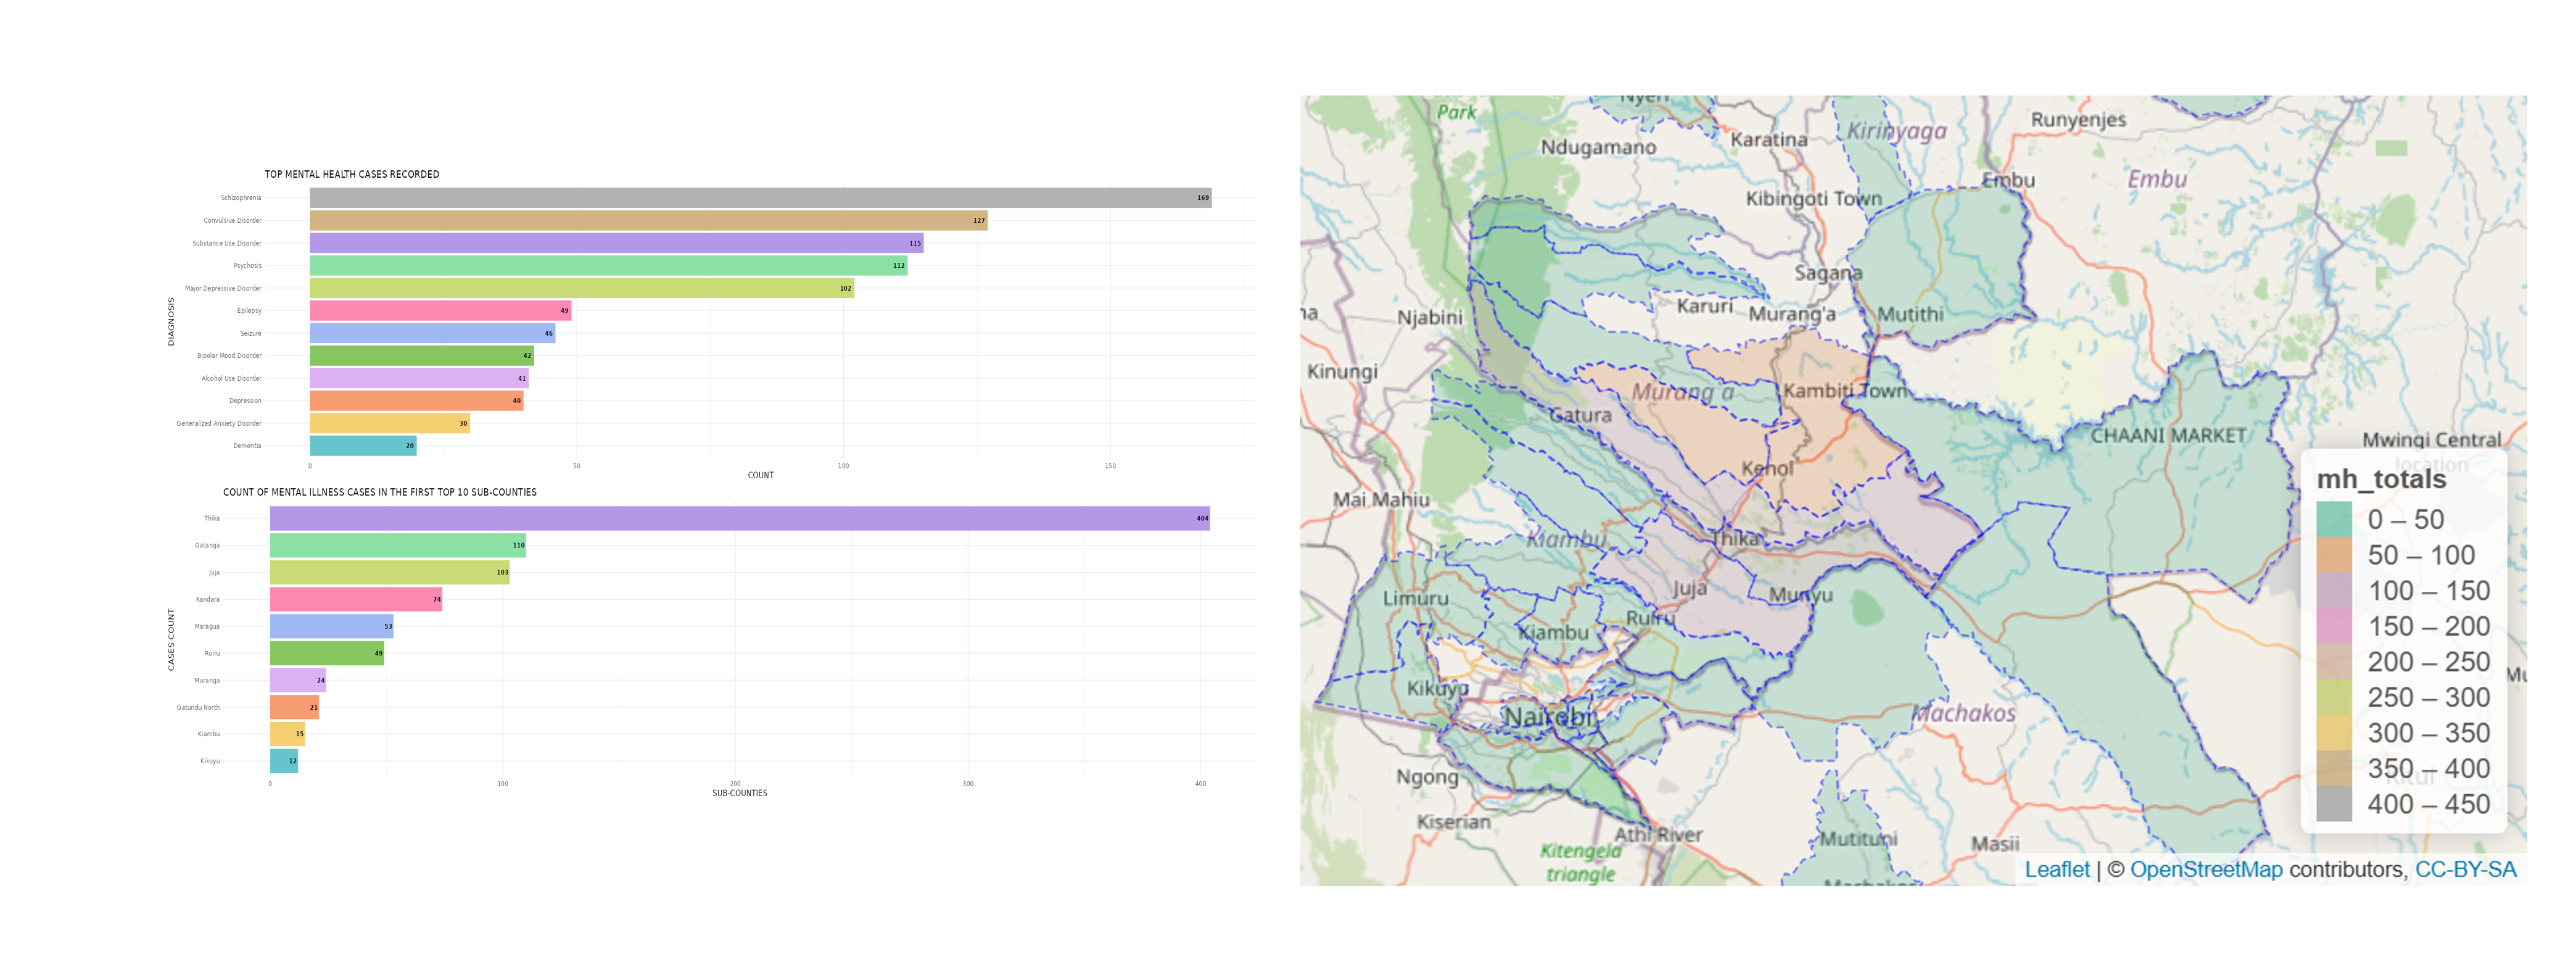 TOP MENTAL HEALTH CASES RECORDED
DIAGNOSIS
Schizophrenia 169
Convulsive Disorder 127
Substance Use Disorder 115
Psychosis 112
Major Depressive Disorder 102
Epilepsy 49
Seizure 46
Bipolar Mood Disorder 42
Alcohol Use Disorder 41
Depression 40
Generalized Anxiety Disorder 30
Dementia 20
0 50 100 150
COUNT
COUNT OF MENTAL ILLNESS CASES IN THE FIRST TOP 10 SUB-COUNTIES
CASES COUNT
Thika 404
Gatanga 110
Juja 103
Kandara 74
Maragua 53
Ruiru 49
Muranga 24
Gatundu North 21
Kiambu 15
Kikuyu 12
0 100 200 300 400
SUB-COUNTIES
Park
Nyeri
Ndugamano
Karatina
Kirinyaga
Runyenjes
Kibingoti Town
Embu
Embu
Sagana
Njabini
Karuri
Murang'a
Mutithi
Kinungi
Murang'a
Kambiti Town
Gatura
CHAANI MARKET
Mwingi Central
location
Kenol
Mai Mahiu
Kiambu
Thika
Limuru
Juja
Munyu
Kiambu
Ruiru
Kikuyu
Nairobi
Machakos
Ngong
Kiserian
Athi River
Mutituni
Masii
Kitengela
triangle
Kitui
mh_totals
0 – 50
50 – 100
100 – 150
150 – 200
200 – 250
250 – 300
300 – 350
350 – 400
400 – 450
Leaflet | © OpenStreetMap contributors, CC-BY-SA